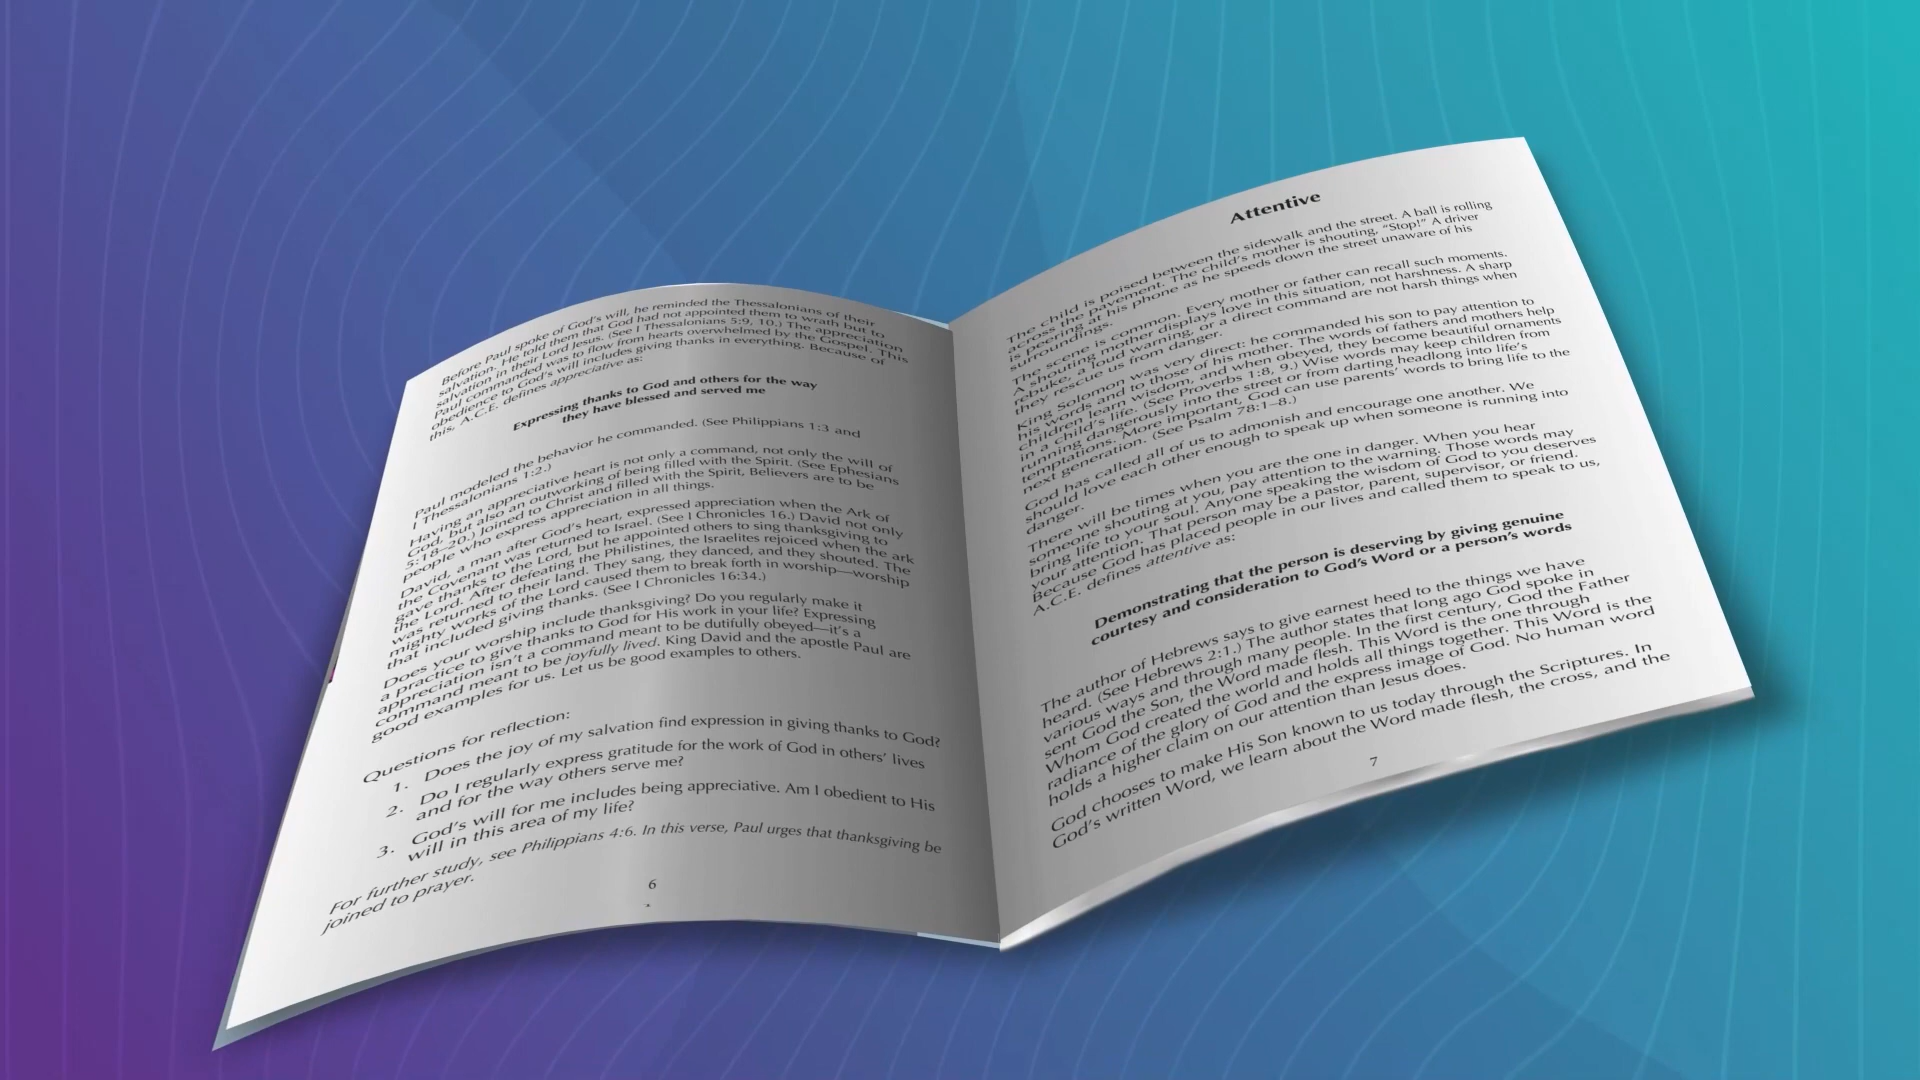 Before Paul spoke of God's will, he reminded the Thessalonians of their
salvation. He told them that God had not appointed them to wrath but to
salvation in their Lord Jesus. (See I Thessalonians 5:9, 10.) The appreciation
Paul commanded was to flow from hearts overwhelmed by the Gospel. This
obedience to God's will includes giving thanks in everything. Because of
this, A.C.E. defines appreciative as:
Expressing thanks to God and others for the way
they have blessed and served me
Paul modeled the behavior he commanded. (See Philippians 1:3 and
I Thessalonians 1:2.)
Having an appreciative heart is not only a command, not only the will of
God, but also an outworking of being filled with the Spirit. (See Ephesians
5:18–20.) Joined to Christ and filled with the Spirit, Believers are to be
people who express appreciation in all things.
David, a man after God's heart, expressed appreciation when the Ark of
the Covenant was returned to Israel. (See I Chronicles 16.) David not only
gave thanks to the Lord, but he appointed others to sing thanksgiving to
the Lord. After defeating the Philistines, the Israelites rejoiced when the ark
was returned to their land. They sang, they danced, and they shouted. The
mighty works of the Lord caused them to break forth in worship—worship
that included giving thanks. (See I Chronicles 16:34.)
Does your worship include thanksgiving? Do you regularly make it
a practice to give thanks to God for His work in your life? Expressing
appreciation isn't a command meant to be dutifully obeyed—it's a
command meant to be joyfully lived. King David and the apostle Paul are
good examples for us. Let us be good examples to others.
Questions for reflection:
1. Does the joy of my salvation find expression in giving thanks to God?
2. Do I regularly express gratitude for the work of God in others' lives
and for the way others serve me?
3. God's will for me includes being appreciative. Am I obedient to His
will in this area of my life?
For further study, see Philippians 4:6. In this verse, Paul urges that thanksgiving be
joined to prayer.
6
Attentive
The child is poised between the sidewalk and the street. A ball is rolling
across the pavement. The child's mother is shouting, "Stop!" A driver
is peering at his phone as he speeds down the street unaware of his
surroundings.
The scene is common. Every mother or father can recall such moments.
A shouting mother displays love in this situation, not harshness. A sharp
rebuke, a loud warning, or a direct command are not harsh things when
they rescue us from danger.
King Solomon was very direct: he commanded his son to pay attention to
his words and to those of his mother. The words of fathers and mothers help
children learn wisdom, and when obeyed, they become beautiful ornaments
in a child's life. (See Proverbs 1:8, 9.) Wise words may keep children from
running dangerously into the street or from darting headlong into life's
temptations. More important, God can use parents' words to bring life to the
next generation. (See Psalm 78:1–8.)
God has called all of us to admonish and encourage one another. We
should love each other enough to speak up when someone is running into
danger.
There will be times when you are the one in danger. When you hear
someone shouting at you, pay attention to the warning. Those words may
bring life to your soul. Anyone speaking the wisdom of God to you deserves
your attention. That person may be a pastor, parent, supervisor, or friend.
Because God has placed people in our lives and called them to speak to us,
A.C.E. defines attentive as:
Demonstrating that the person is deserving by giving genuine
courtesy and consideration to God's Word or a person's words
The author of Hebrews says to give earnest heed to the things we have
heard. (See Hebrews 2:1.) The author states that long ago God spoke in
various ways and through many people. In the first century, God the Father
sent God the Son, the Word made flesh. This Word is the one through
Whom God created the world and holds all things together. This Word is the
radiance of the glory of God and the express image of God. No human word
holds a higher claim on our attention than Jesus does.
God chooses to make His Son known to us today through the Scriptures. In
God's written Word, we learn about the Word made flesh, the cross, and the
7